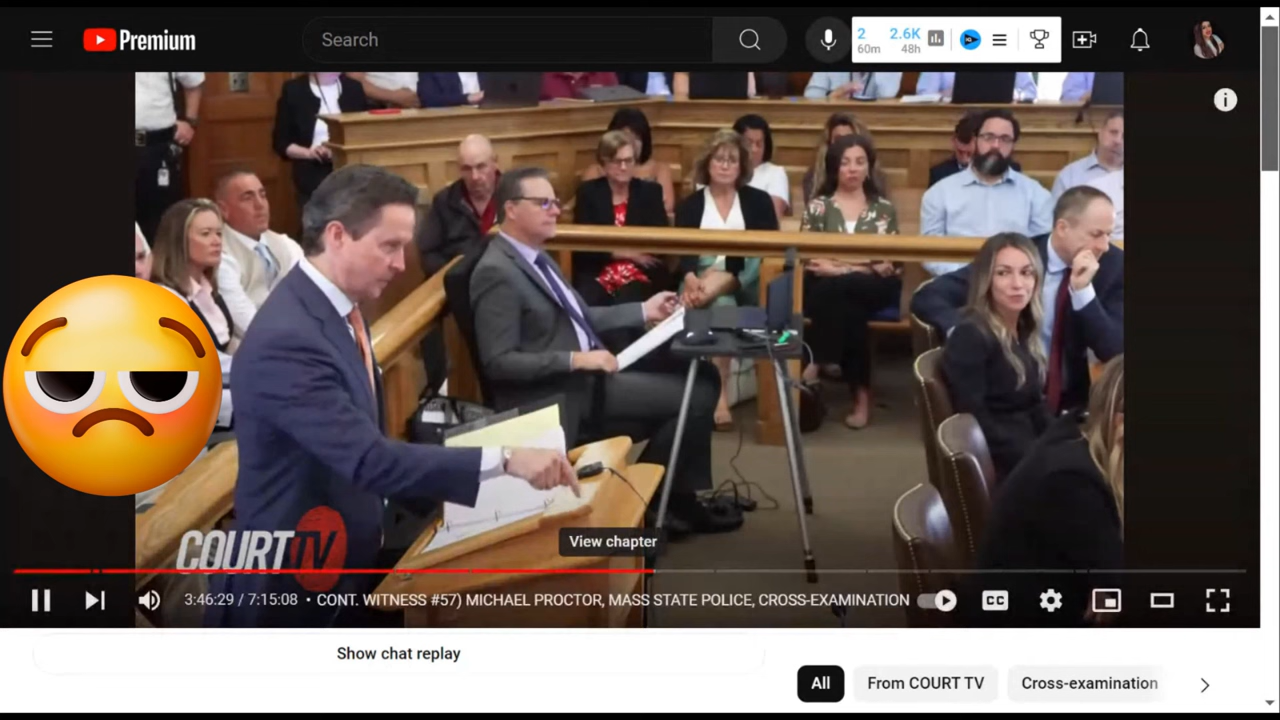 Premium
Search
2 2.6K
60m 48h
COURT TV
View chapter
3:46:29 / 7:15:08 • CONT. WITNESS #57) MICHAEL PROCTOR, MASS STATE POLICE, CROSS-EXAMINATION
CC
Show chat replay
All From COURT TV Cross-examination